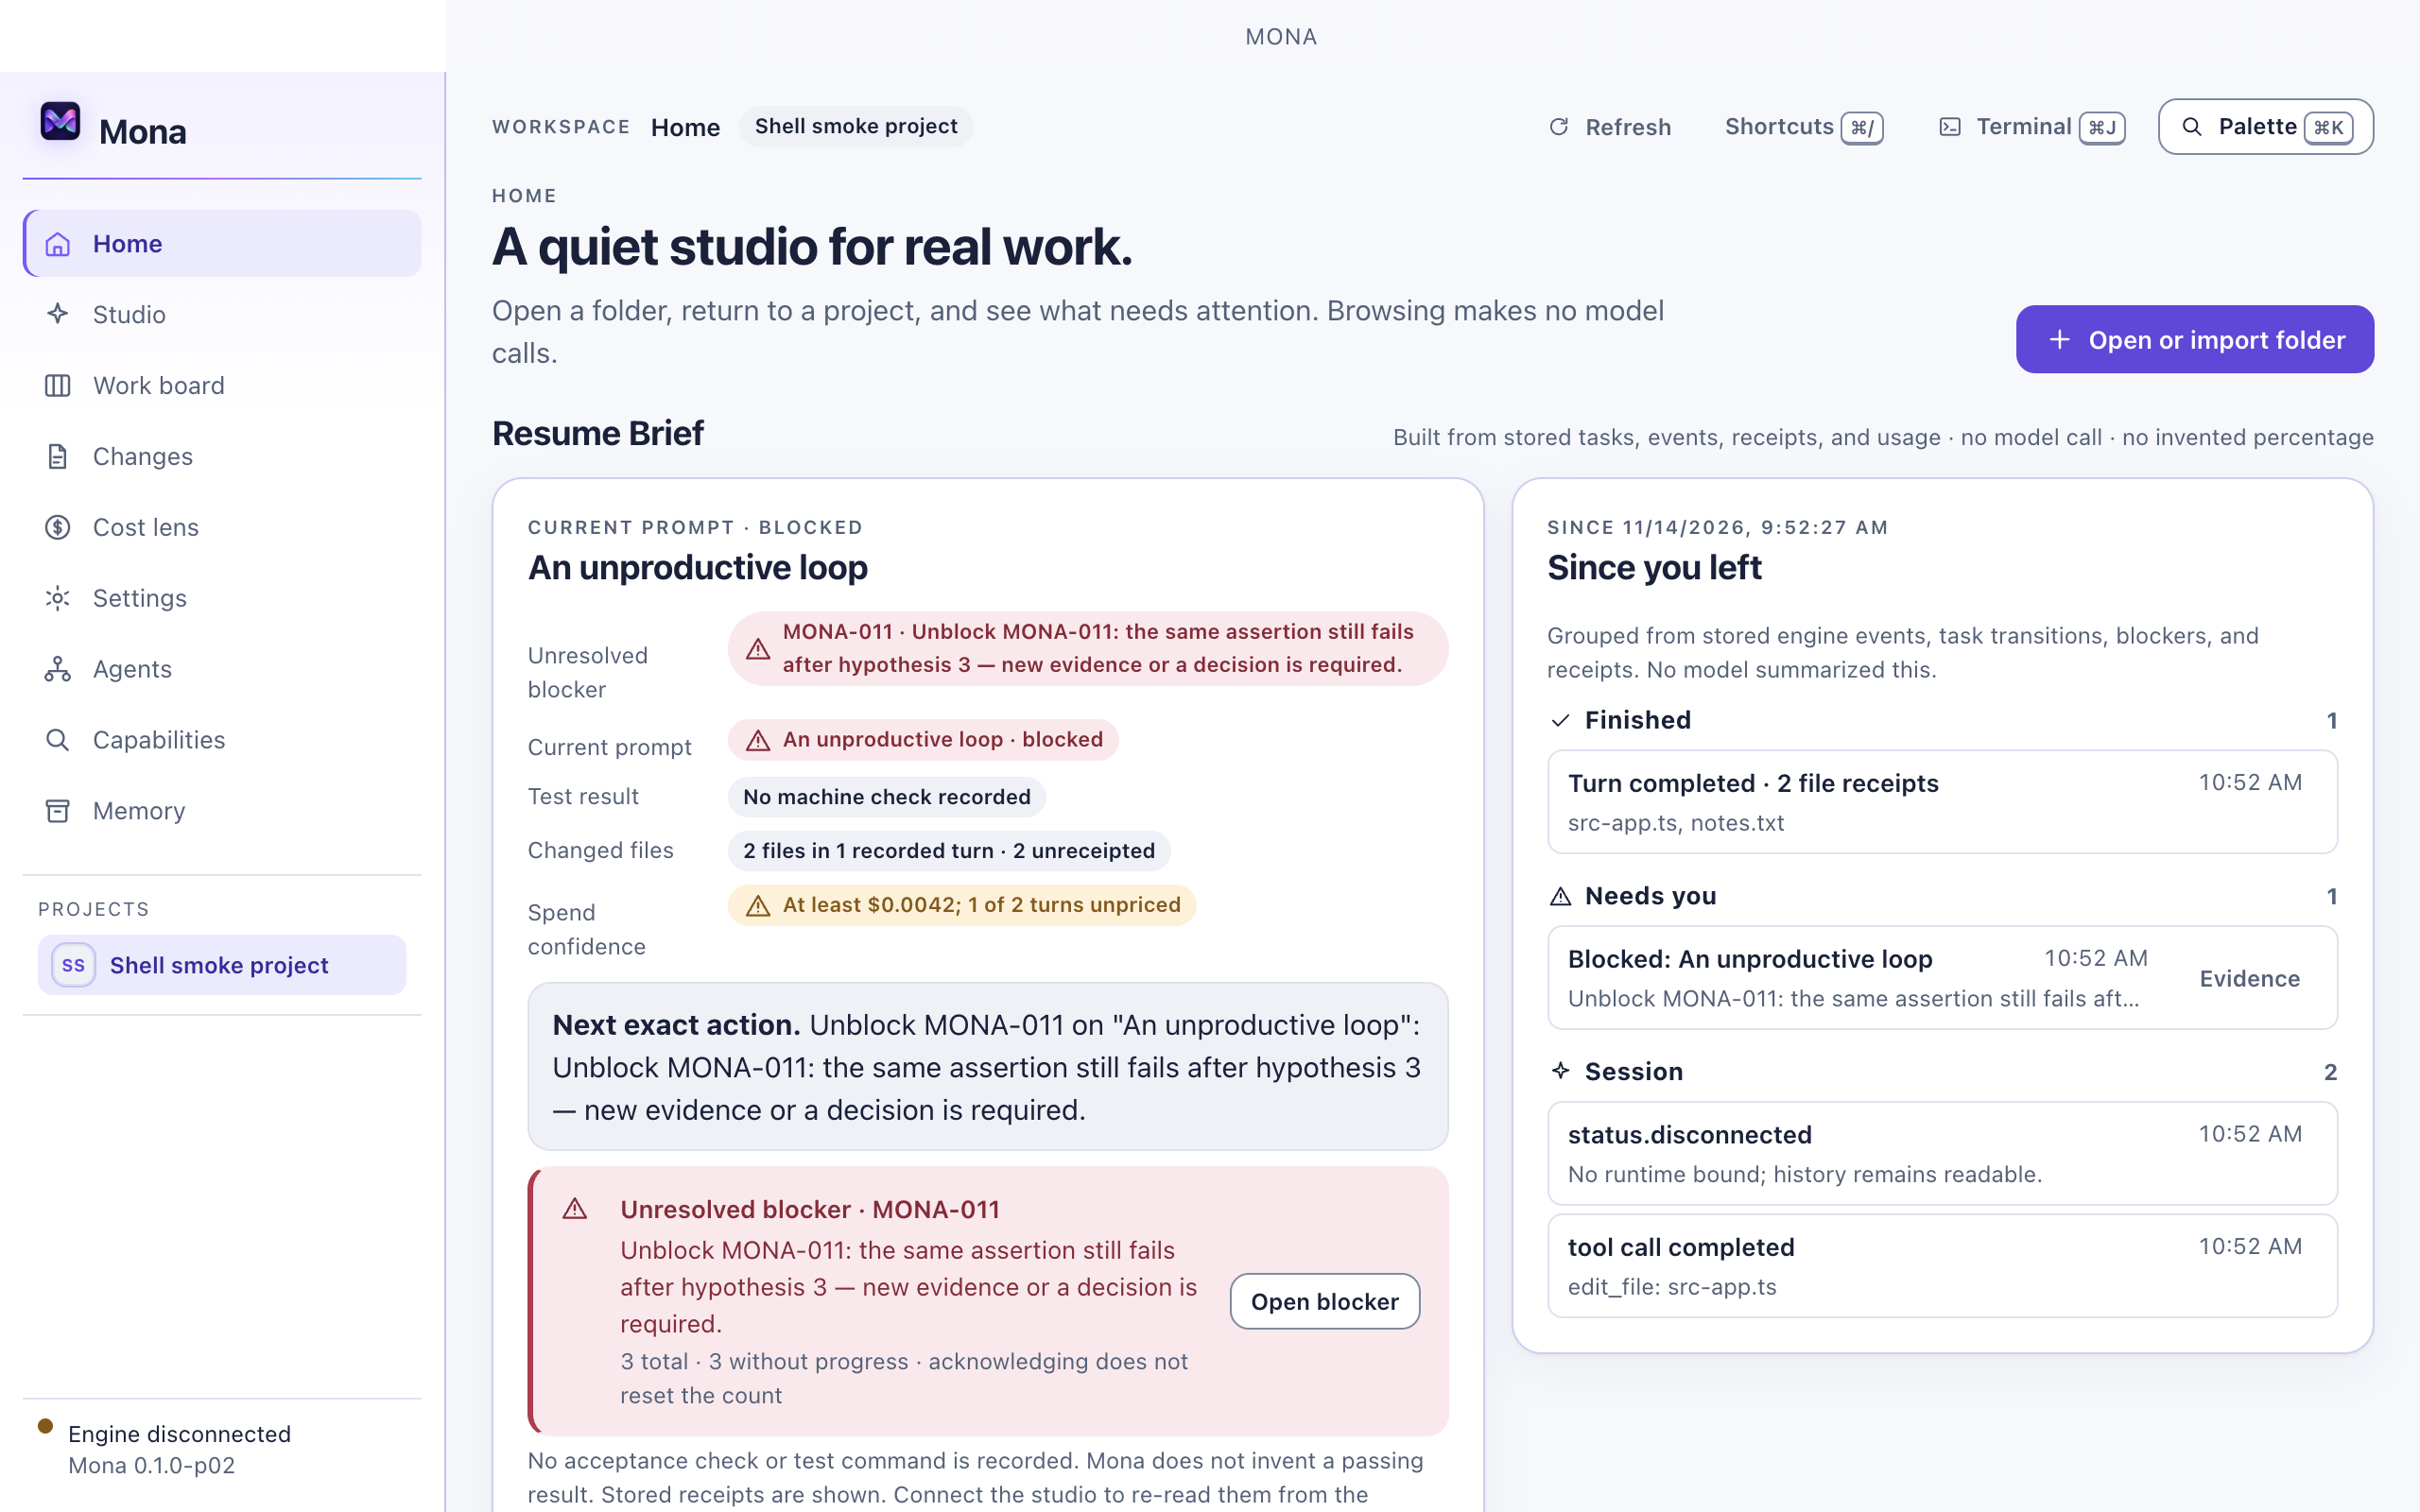 MONA
Mona
Home
Studio
Work board
Changes
Cost lens
Settings
Agents
Capabilities
Memory
PROJECTS
SS Shell smoke project
Engine disconnected
Mona 0.1.0-p02
WORKSPACE Home Shell smoke project
Refresh Shortcuts ⌘/ Terminal ⌘J Palette ⌘K
HOME
A quiet studio for real work.
Open a folder, return to a project, and see what needs attention. Browsing makes no model
calls.
+ Open or import folder
Resume Brief
Built from stored tasks, events, receipts, and usage · no model call · no invented percentage
CURRENT PROMPT · BLOCKED
An unproductive loop
Unresolved
blocker
MONA-011 · Unblock MONA-011: the same assertion still fails
after hypothesis 3 — new evidence or a decision is required.
Current prompt
An unproductive loop · blocked
Test result
No machine check recorded
Changed files
2 files in 1 recorded turn · 2 unreceipted
Spend
confidence
At least $0.0042; 1 of 2 turns unpriced
Next exact action. Unblock MONA-011 on "An unproductive loop":
Unblock MONA-011: the same assertion still fails after hypothesis 3
— new evidence or a decision is required.
Unresolved blocker · MONA-011
Unblock MONA-011: the same assertion still fails
after hypothesis 3 — new evidence or a decision is
required.
3 total · 3 without progress · acknowledging does not
reset the count
Open blocker
No acceptance check or test command is recorded. Mona does not invent a passing
result. Stored receipts are shown. Connect the studio to re-read them from the
SINCE 11/14/2026, 9:52:27 AM
Since you left
Grouped from stored engine events, task transitions, blockers, and
receipts. No model summarized this.
Finished 1
Turn completed · 2 file receipts 10:52 AM
src-app.ts, notes.txt
Needs you 1
Blocked: An unproductive loop 10:52 AM
Unblock MONA-011: the same assertion still fails aft…
Evidence
Session 2
status.disconnected 10:52 AM
No runtime bound; history remains readable.
tool call completed 10:52 AM
edit_file: src-app.ts